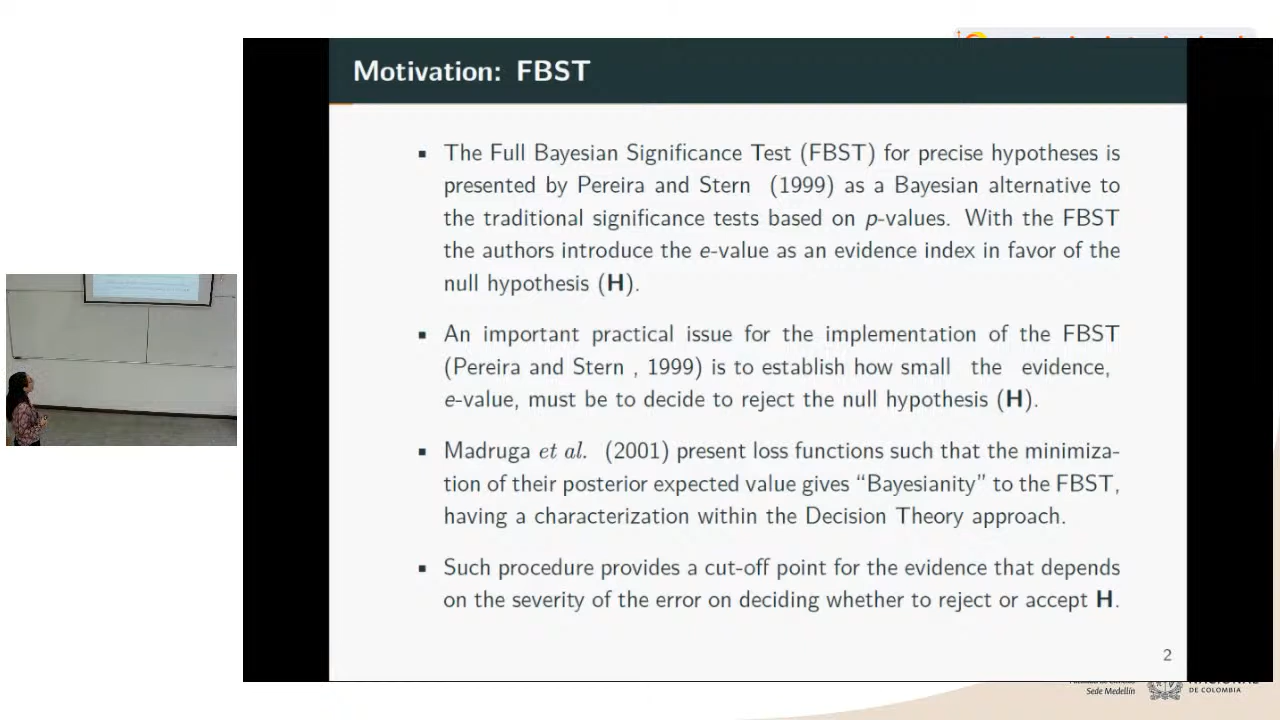 Motivation: FBST
▪ The Full Bayesian Significance Test (FBST) for precise hypotheses is
presented by Pereira and Stern (1999) as a Bayesian alternative to
the traditional significance tests based on p-values. With the FBST
the authors introduce the e-value as an evidence index in favor of the
null hypothesis (H).
▪ An important practical issue for the implementation of the FBST
(Pereira and Stern , 1999) is to establish how small the evidence,
e-value, must be to decide to reject the null hypothesis (H).
▪ Madruga et al. (2001) present loss functions such that the minimiza-
tion of their posterior expected value gives “Bayesianity” to the FBST,
having a characterization within the Decision Theory approach.
▪ Such procedure provides a cut-off point for the evidence that depends
on the severity of the error on deciding whether to reject or accept H.
2
Sede Medellín
DE COLOMBIA